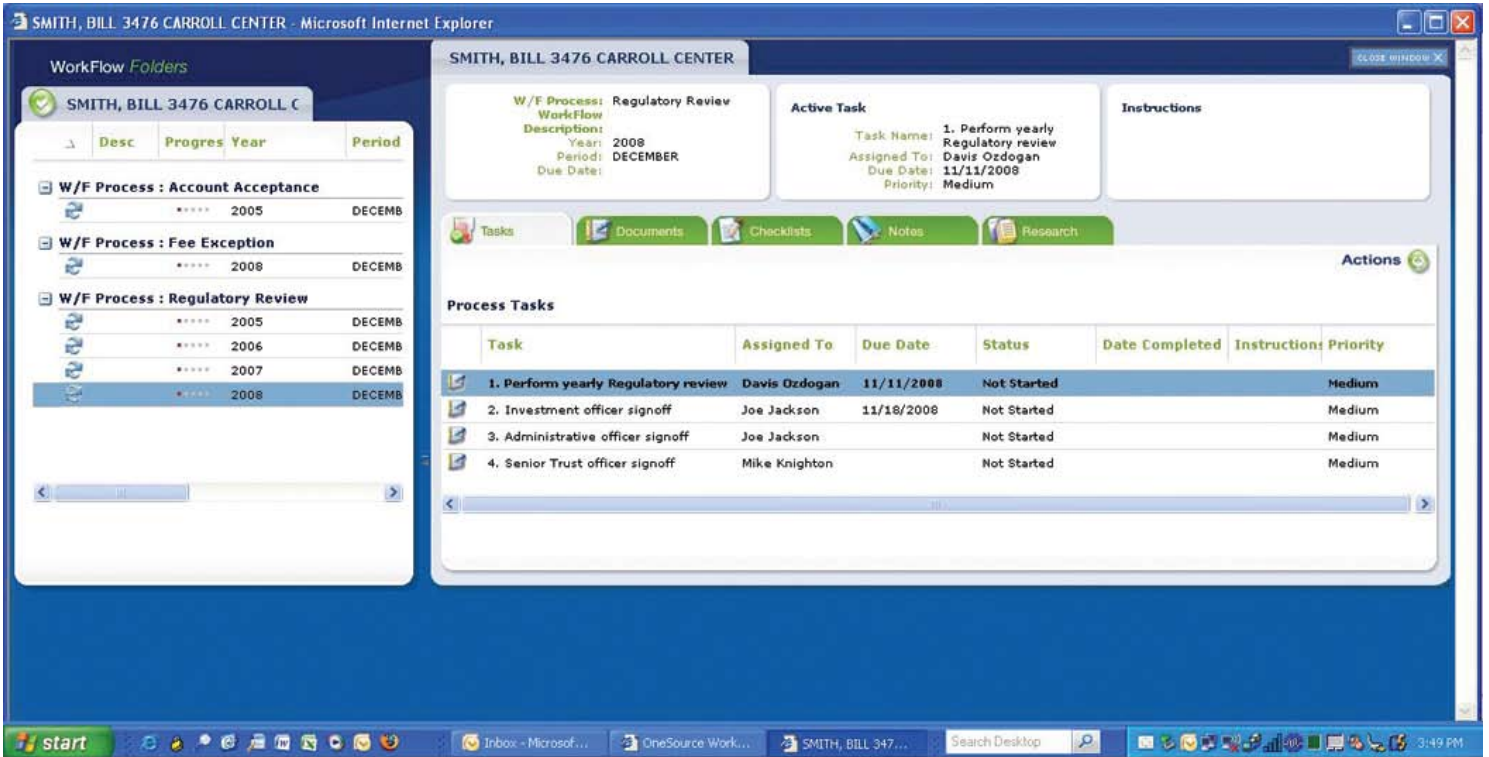 SMITH, BILL 3476 CARROLL CENTER - Microsoft Internet Explorer
WorkFlow Folders
SMITH, BILL 3476 CARROLL C
Desc Progres Year Period
W/F Process : Account Acceptance
2005 DECEMB
W/F Process : Fee Exception
2008 DECEMB
W/F Process : Regulatory Review
2005 DECEMB
2006 DECEMB
2007 DECEMB
2008 DECEMB
SMITH, BILL 3476 CARROLL CENTER
CLOSE WINDOW X
W/F Process: Regulatory Review
WorkFlow
Description:
Year: 2008
Period: DECEMBER
Due Date:
Active Task
Task Name: 1. Perform yearly
Regulatory review
Assigned To: Davis Ozdogan
Due Date: 11/11/2008
Priority: Medium
Instructions
Tasks Documents Checklists Notes Research
Actions
Process Tasks
Task Assigned To Due Date Status Date Completed Instructions Priority
1. Perform yearly Regulatory review Davis Ozdogan 11/11/2008 Not Started Medium
2. Investment officer signoff Joe Jackson 11/18/2008 Not Started Medium
3. Administrative officer signoff Joe Jackson Not Started Medium
4. Senior Trust officer signoff Mike Knighton Not Started Medium
start Inbox - Microsof... OneSource Work... SMITH, BILL 347... Search Desktop 3:49 PM